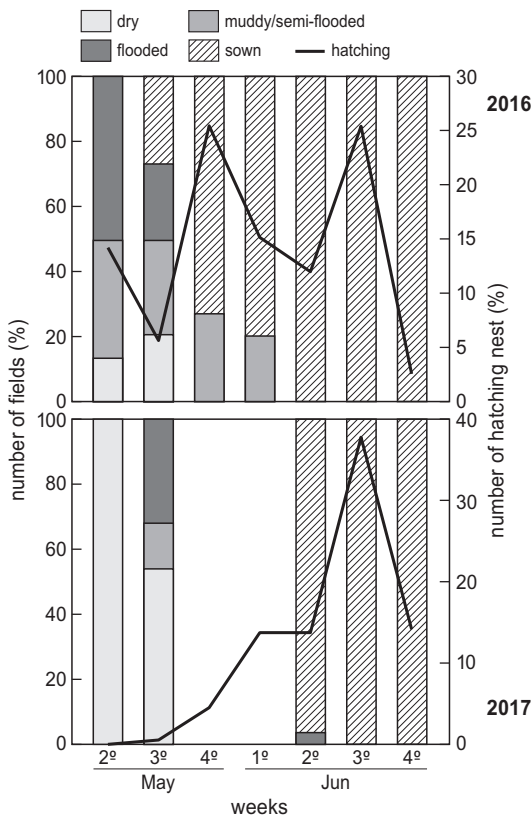 dry
muddy/semi-flooded
flooded
sown
hatching
2016
100
80
60
40
20
0
30
25
20
15
10
5
0
100
80
60
40
20
0
40
30
20
10
0
2017
number of fields (%)
number of hatching nest (%)
2º 3º 4º 1º 2º 3º 4º
May Jun
weeks